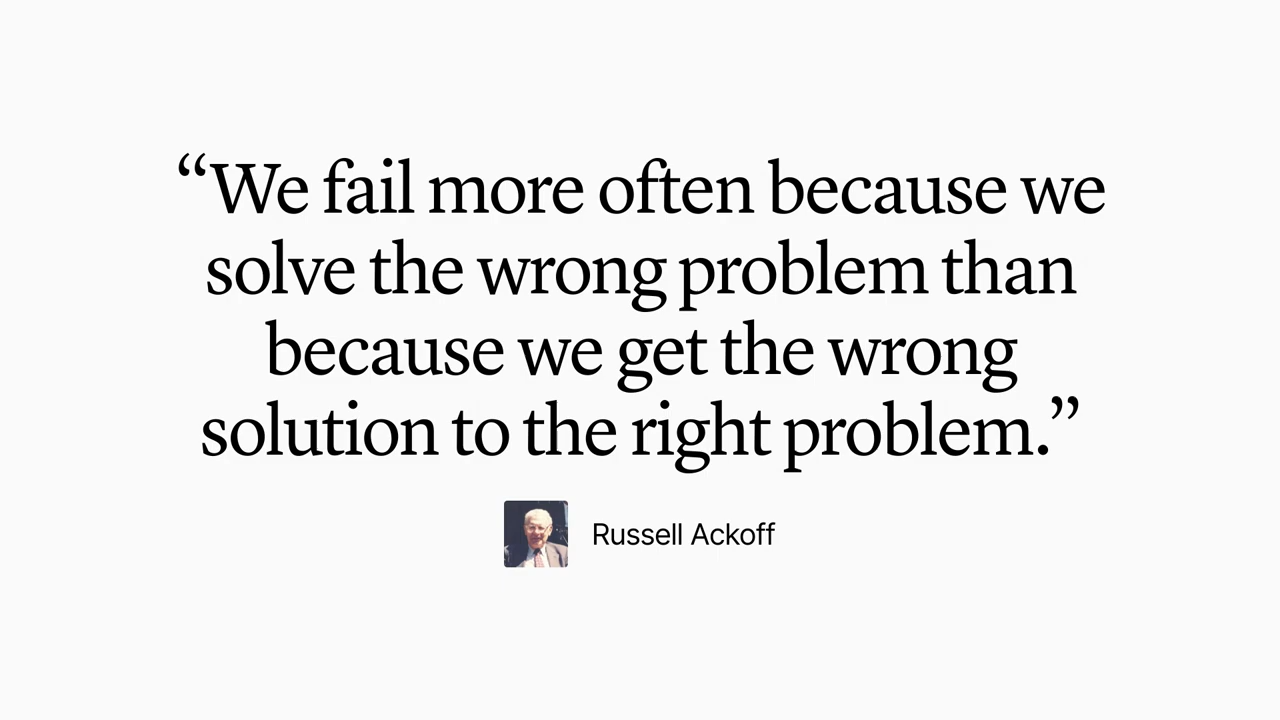 “We fail more often because we
solve the wrong problem than
because we get the wrong
solution to the right problem.”
Russell Ackoff